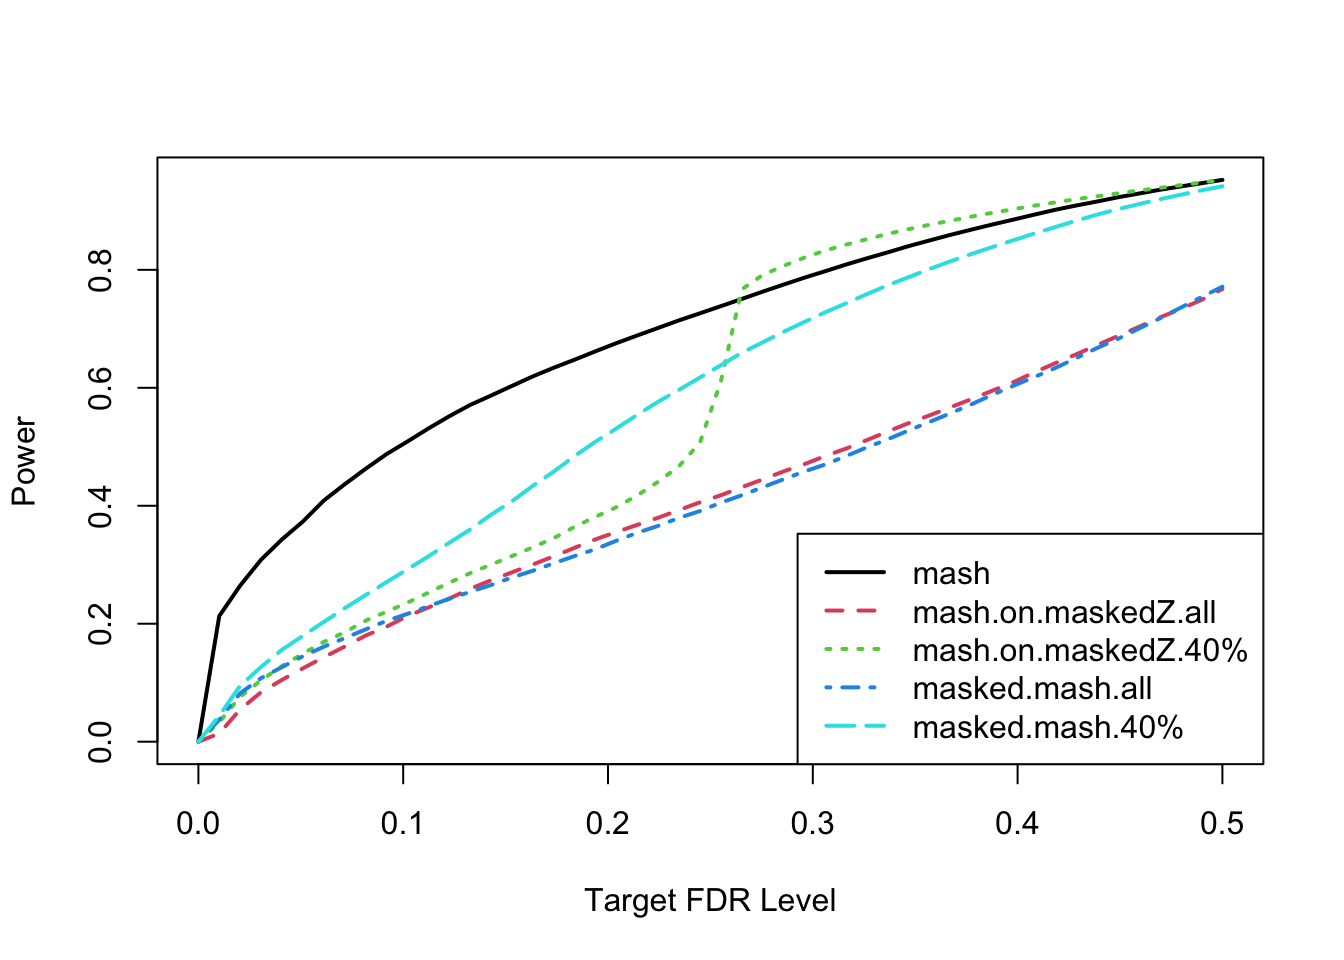 Power
0.0
0.2
0.4
0.6
0.8
mash
mash.on.maskedZ.all
mash.on.maskedZ.40%
masked.mash.all
masked.mash.40%
0.0 0.1 0.2 0.3 0.4 0.5
Target FDR Level